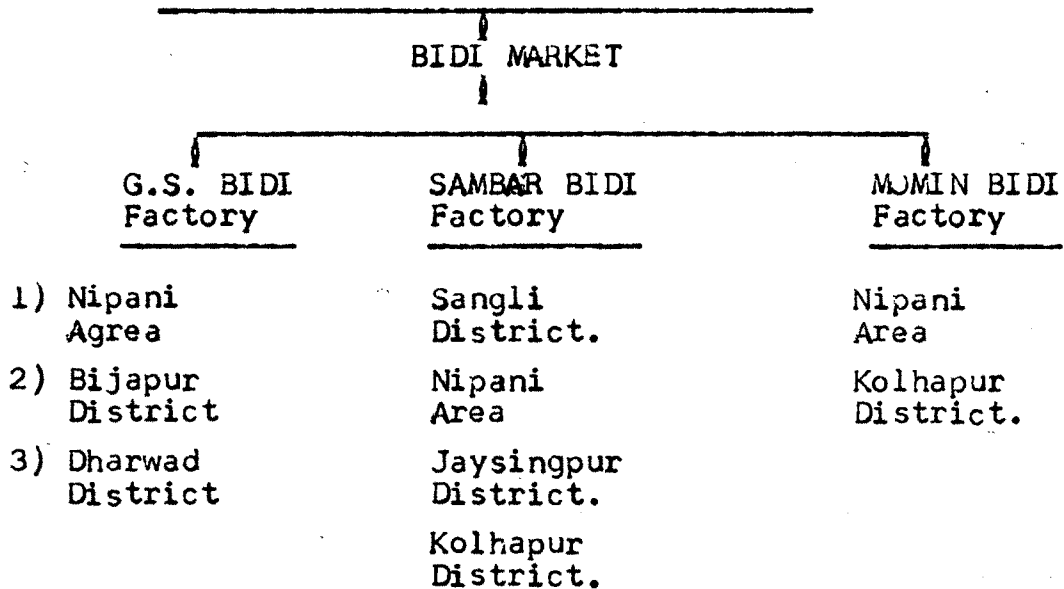 BIDI MARKET
G.S. BIDI SAMBAR BIDI MOMIN BIDI
Factory Factory Factory
1) Nipani Sangli Nipani
Agrea District. Area
2) Bijapur Nipani Kolhapur
District Area District.
3) Dharwad Jaysingpur
District District.
Kolhapur
District.